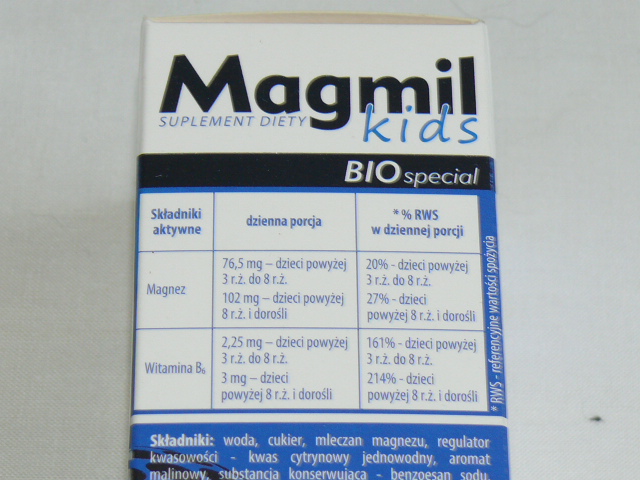 Magmil
SUPLEMENT DIETY
kids
BIO special
Składniki aktywne
dzienna porcja
* % RWS
w dziennej porcji
Magnez
76,5 mg – dzieci powyżej
3 r.ż. do 8 r.ż.
102 mg – dzieci powyżej
8 r.ż. i dorośli
20% - dzieci powyżej
3 r.ż. do 8 r.ż.
27% - dzieci
powyżej 8 r.ż. i dorośli
Witamina B6
2,25 mg – dzieci powyżej
3 r.ż. do 8 r.ż.
3 mg – dzieci
powyżej 8 r.ż. i dorośli
161% - dzieci powyżej
3 r.ż. do 8 r.ż.
214% - dzieci
powyżej 8 r.ż. i dorośli
* RWS - referencyjne wartości spożycia
Składniki: woda, cukier, mleczan magnezu, regulator
kwasowości - kwas cytrynowy jednowodny, aromat
malinowy, substancja konserwująca - benzoesan sodu,